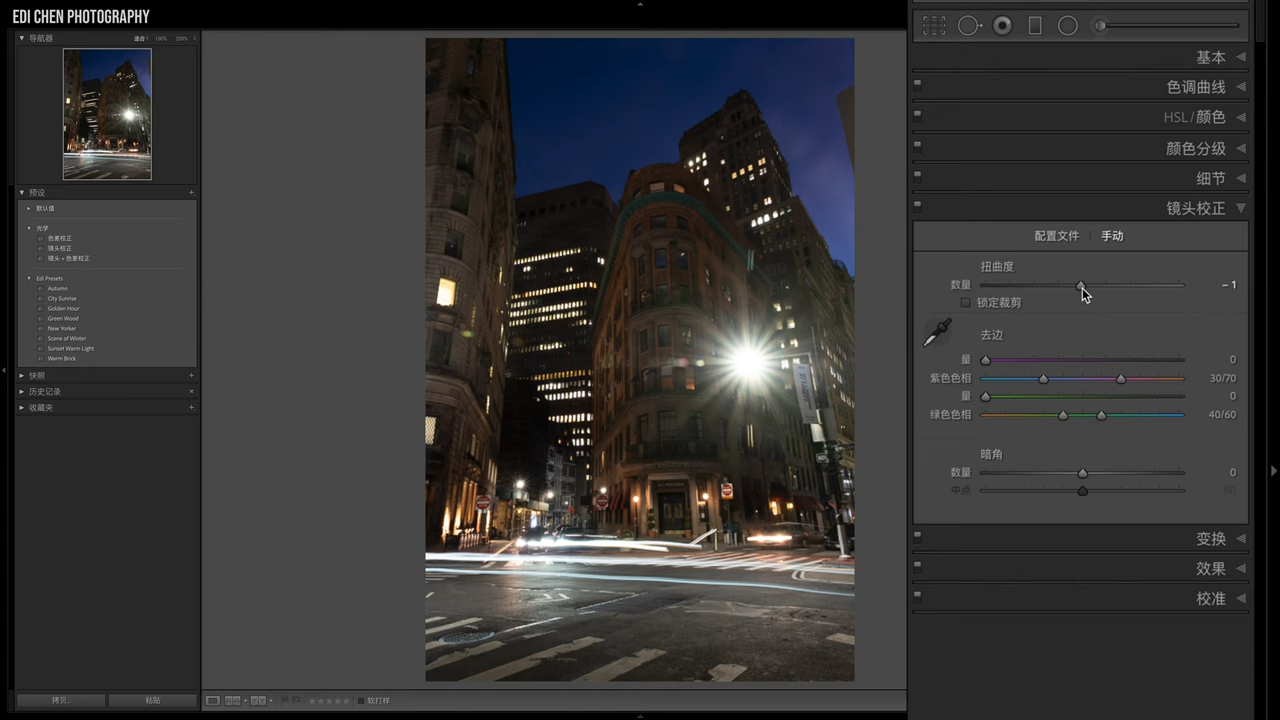 EDI CHEN PHOTOGRAPHY
导航器
适合
100%
200%
预设
默认值
光学
色差校正
镜头校正
镜头 + 色差校正
Edi Presets
Autumn
City Sunrise
Golden Hour
Green Wood
New Yorker
Scene of Winter
Sunset Warm Light
Warm Brick
快照
历史记录
收藏夹
拷贝...
粘贴
软打样
基本
色调曲线
HSL / 颜色
颜色分级
细节
镜头校正
配置文件 | 手动
扭曲度
数量 – 1
锁定裁剪
去边
量 0
紫色色相 30/70
量 0
绿色色相 40/60
暗角
数量 0
中点 50
变换
效果
校准